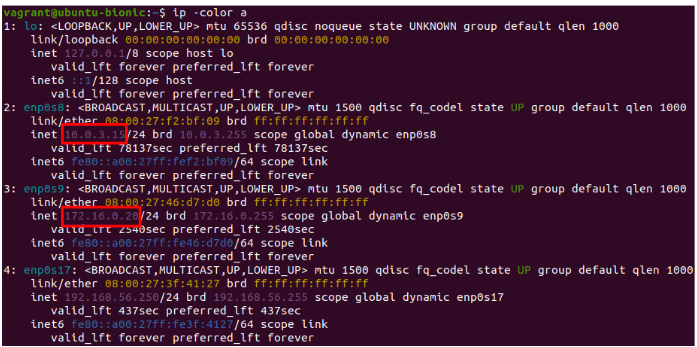 vagrant@ubuntu-bionic:~$ ip -color a
1: lo: <LOOPBACK,UP,LOWER_UP> mtu 65536 qdisc noqueue state UNKNOWN group default qlen 1000
link/loopback 00:00:00:00:00:00 brd 00:00:00:00:00:00
inet 127.0.0.1/8 scope host lo
valid_lft forever preferred_lft forever
inet6 ::1/128 scope host
valid_lft forever preferred_lft forever
2: enp0s8: <BROADCAST,MULTICAST,UP,LOWER_UP> mtu 1500 qdisc fq_codel state UP group default qlen 1000
link/ether 08:00:27:f2:bf:09 brd ff:ff:ff:ff:ff:ff
inet 10.0.3.15/24 brd 10.0.3.255 scope global dynamic enp0s8
valid_lft 78137sec preferred_lft 78137sec
inet6 fe80::a00:27ff:fef2:bf09/64 scope link
valid_lft forever preferred_lft forever
3: enp0s9: <BROADCAST,MULTICAST,UP,LOWER_UP> mtu 1500 qdisc fq_codel state UP group default qlen 1000
link/ether 08:00:27:46:d7:d0 brd ff:ff:ff:ff:ff:ff
inet 172.16.0.20/24 brd 172.16.0.255 scope global dynamic enp0s9
valid_lft 2540sec preferred_lft 2540sec
inet6 fe80::a00:27ff:fe46:d7d0/64 scope link
valid_lft forever preferred_lft forever
4: enp0s17: <BROADCAST,MULTICAST,UP,LOWER_UP> mtu 1500 qdisc fq_codel state UP group default qlen 1000
link/ether 08:00:27:3f:41:27 brd ff:ff:ff:ff:ff:ff
inet 192.168.56.250/24 brd 192.168.56.255 scope global dynamic enp0s17
valid_lft 437sec preferred_lft 437sec
inet6 fe80::a00:27ff:fe3f:4127/64 scope link
valid_lft forever preferred_lft forever